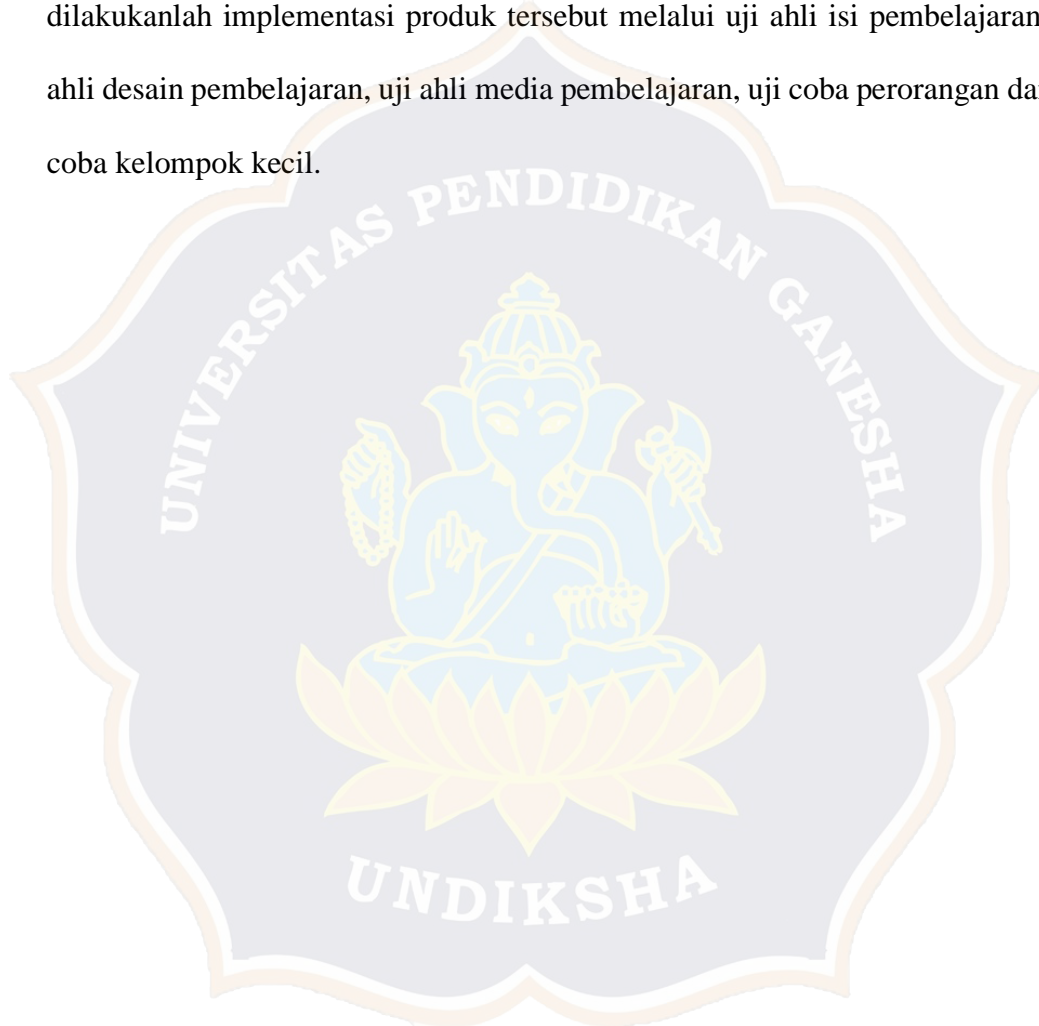 dilakukanlah implementasi produk tersebut melalui uji ahli isi pembelajaran,
ahli desain pembelajaran, uji ahli media pembelajaran, uji coba perorangan
coba kelompok kecil.
UNIVERSITAS PENDIDIKAN GANESHA
UNDIKSHA